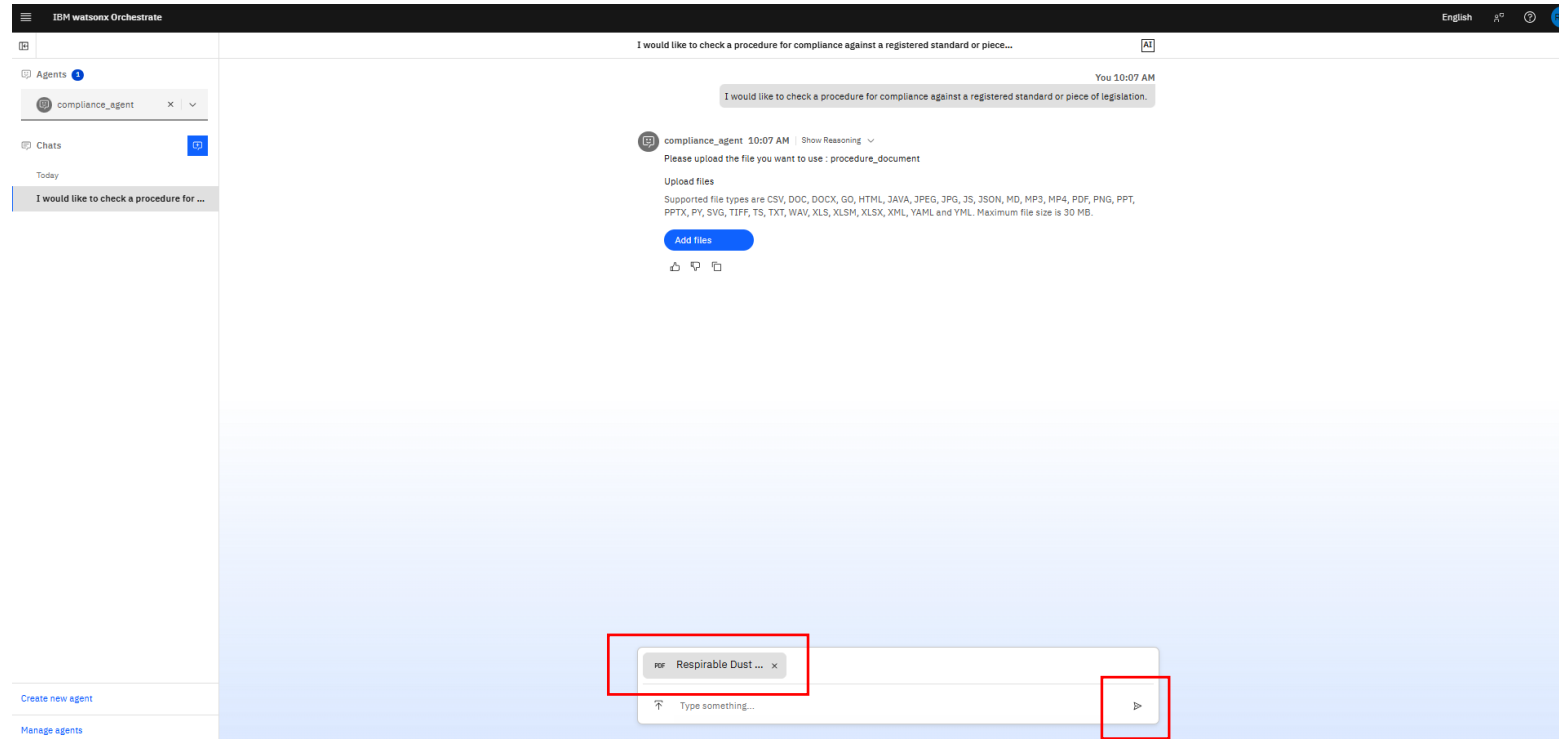 IBM watsonx Orchestrate
English
I would like to check a procedure for compliance against a registered standard or piece...
AI
Agents 1
compliance_agent
Chats
Today
I would like to check a procedure for ...
Create new agent
Manage agents
You 10:07 AM
I would like to check a procedure for compliance against a registered standard or piece of legislation.
compliance_agent 10:07 AM Show Reasoning
Please upload the file you want to use : procedure_document
Upload files
Supported file types are CSV, DOC, DOCX, GO, HTML, JAVA, JPEG, JPG, JS, JSON, MD, MP3, MP4, PDF, PNG, PPT,
PPTX, PY, SVG, TIFF, TS, TXT, WAV, XLS, XLSM, XLSX, XML, YAML and YML. Maximum file size is 30 MB.
Add files
PDF Respirable Dust ...
Type something...